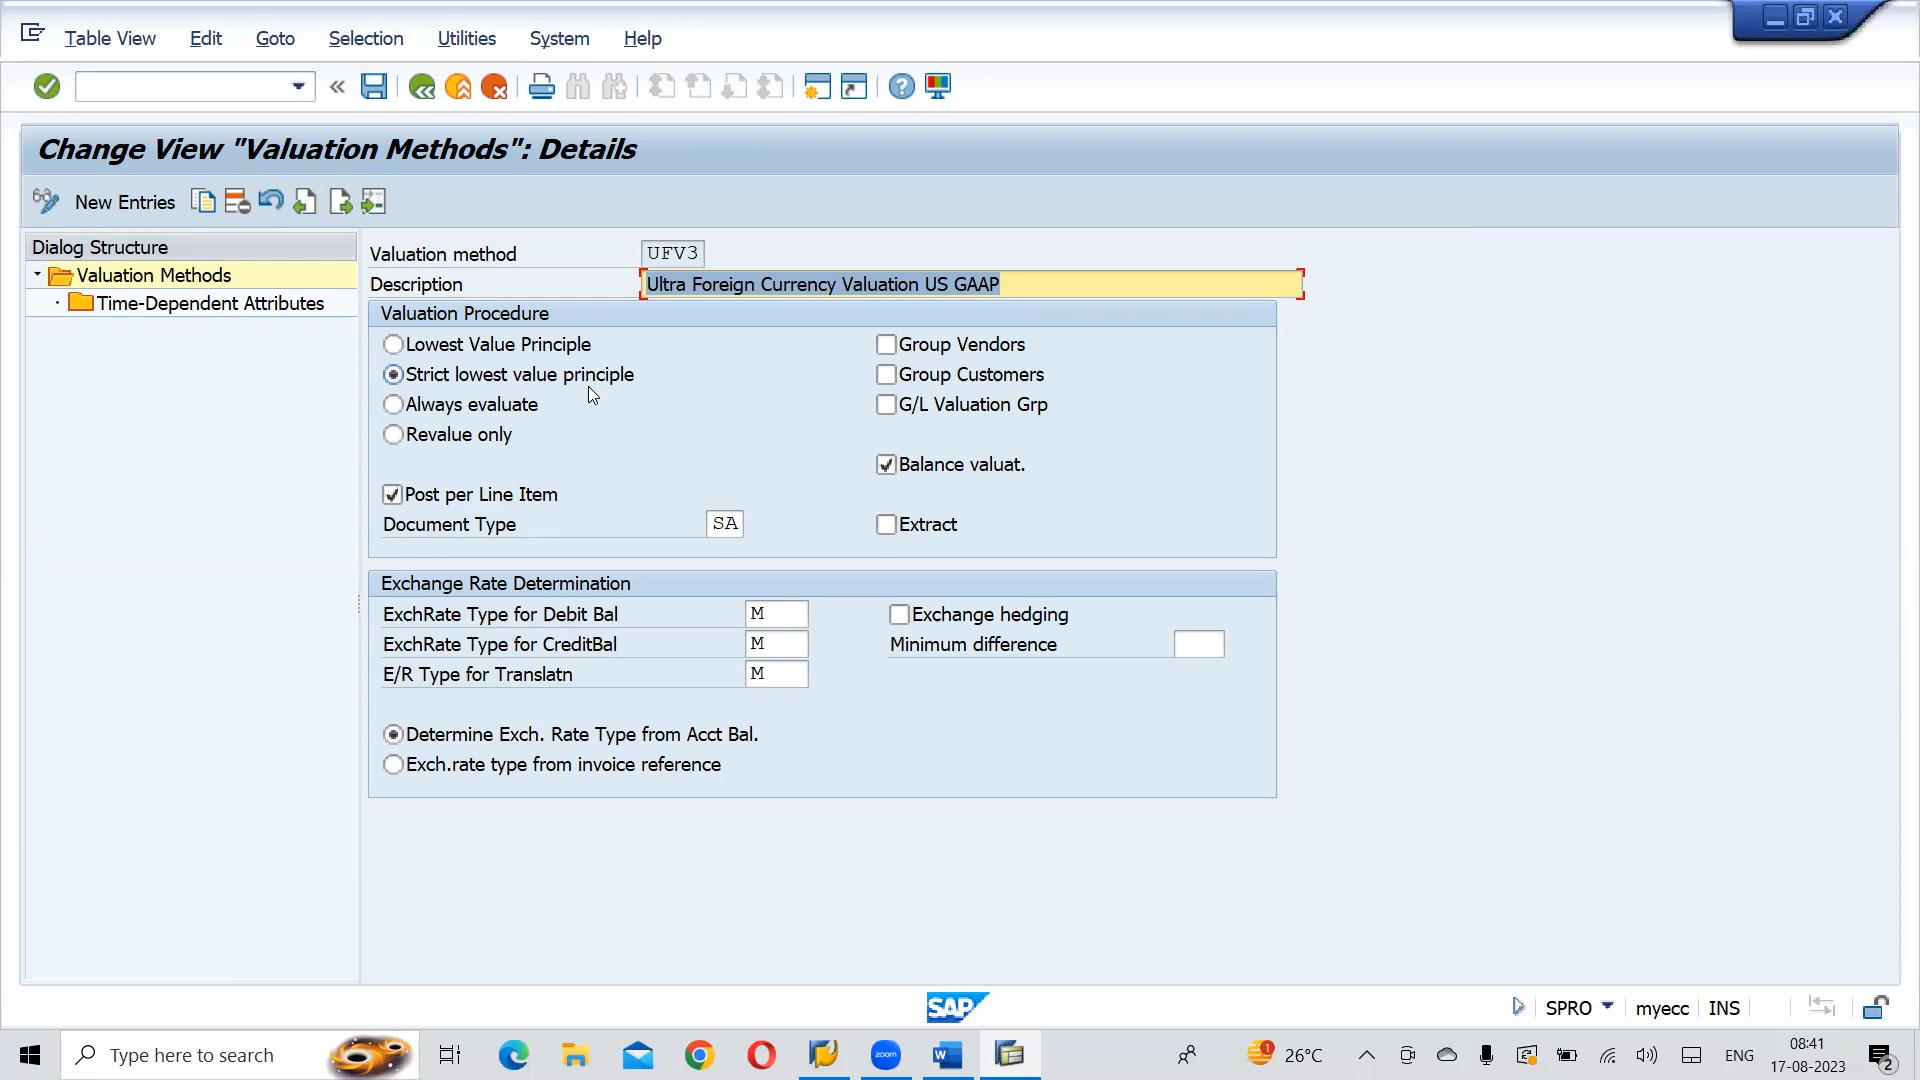 Table View Edit Goto Selection Utilities System Help
Change View "Valuation Methods": Details
New Entries
Dialog Structure
Valuation Methods
Time-Dependent Attributes
Valuation method UFV3
Description Ultra Foreign Currency Valuation US GAAP
Valuation Procedure
Lowest Value Principle Group Vendors
Strict lowest value principle Group Customers
Always evaluate G/L Valuation Grp
Revalue only
Balance valuat.
Post per Line Item
Document Type SA Extract
Exchange Rate Determination
ExchRate Type for Debit Bal M Exchange hedging
ExchRate Type for CreditBal M Minimum difference
E/R Type for Translatn M
Determine Exch. Rate Type from Acct Bal.
Exch.rate type from invoice reference
SAP SPRO myecc INS
Type here to search zoom W 1 26°C ENG 08:41
17-08-2023 2